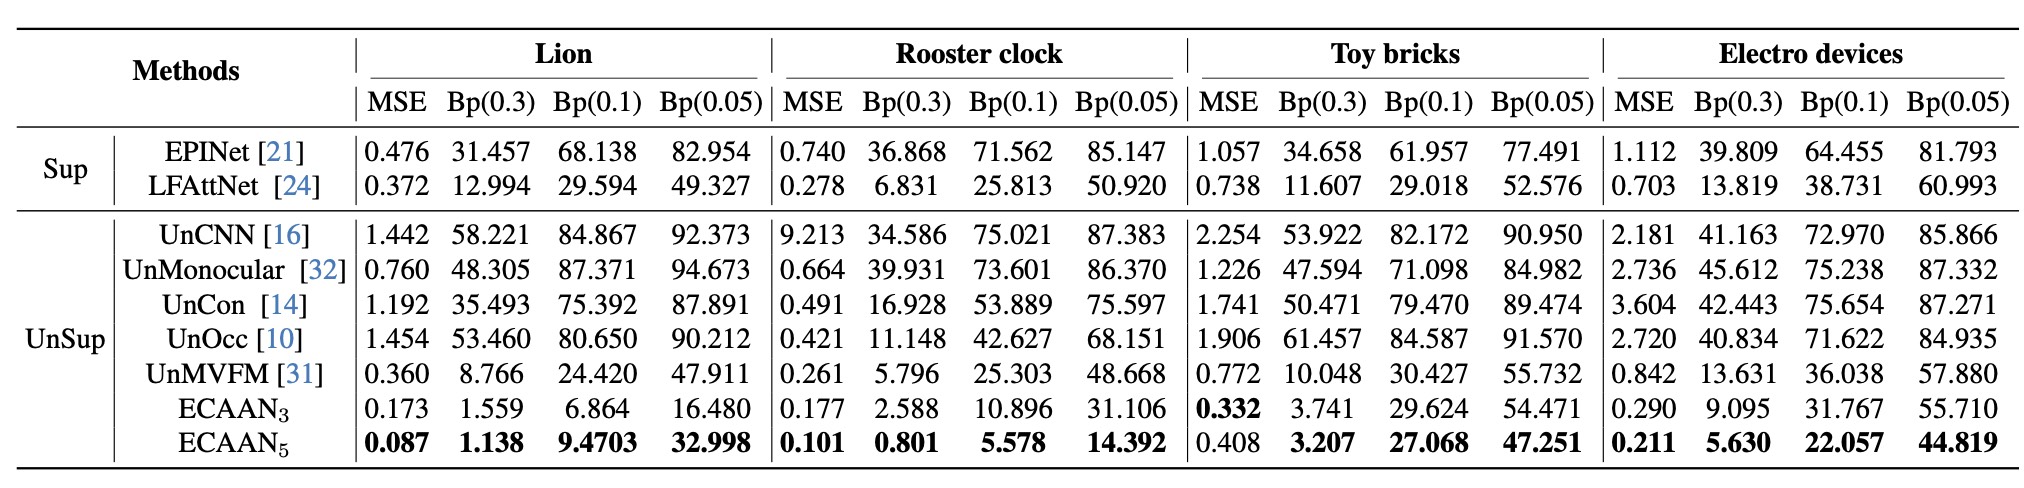 Methods Lion Rooster clock Toy bricks Electro devices
MSE Bp(0.3) Bp(0.1) Bp(0.05) MSE Bp(0.3) Bp(0.1) Bp(0.05) MSE Bp(0.3) Bp(0.1) Bp(0.05) MSE Bp(0.3) Bp(0.1) Bp(0.05)
Sup EPINet [21] 0.476 31.457 68.138 82.954 0.740 36.868 71.562 85.147 1.057 34.658 61.957 77.491 1.112 39.809 64.455 81.793
LFAttNet [24] 0.372 12.994 29.594 49.327 0.278 6.831 25.813 50.920 0.738 11.607 29.018 52.576 0.703 13.819 38.731 60.993
UnSup UnCNN [16] 1.442 58.221 84.867 92.373 9.213 34.586 75.021 87.383 2.254 53.922 82.172 90.950 2.181 41.163 72.970 85.866
UnMonocular [32] 0.760 48.305 87.371 94.673 0.664 39.931 73.601 86.370 1.226 47.594 71.098 84.982 2.736 45.612 75.238 87.332
UnCon [14] 1.192 35.493 75.392 87.891 0.491 16.928 53.889 75.597 1.741 50.471 79.470 89.474 3.604 42.443 75.654 87.271
UnOcc [10] 1.454 53.460 80.650 90.212 0.421 11.148 42.627 68.151 1.906 61.457 84.587 91.570 2.720 40.834 71.622 84.935
UnMVFM [31] 0.360 8.766 24.420 47.911 0.261 5.796 25.303 48.668 0.772 10.048 30.427 55.732 0.842 13.631 36.038 57.880
ECAAN₃ 0.173 1.559 6.864 16.480 0.177 2.588 10.896 31.106 0.332 3.741 29.624 54.471 0.290 9.095 31.767 55.710
ECAAN₅ 0.087 1.138 9.4703 32.998 0.101 0.801 5.578 14.392 0.408 3.207 27.068 47.251 0.211 5.630 22.057 44.819